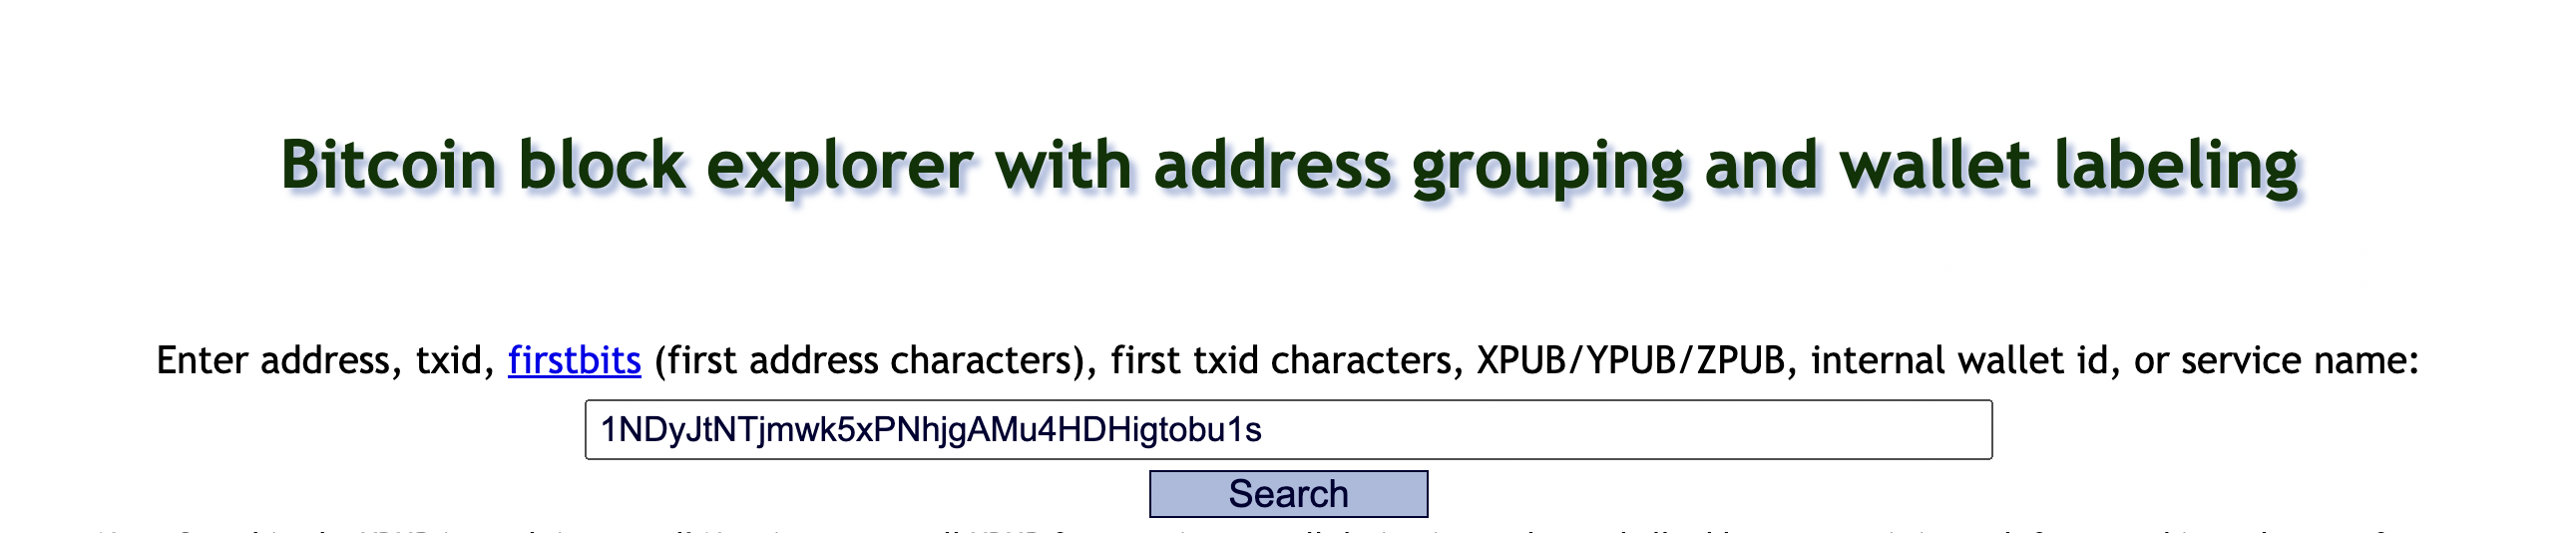 Bitcoin block explorer with address grouping and wallet labeling
Enter address, txid, firstbits (first address characters), first txid characters, XPUB/YPUB/ZPUB, internal wallet id, or service name:
1NDyJtNTjmwk5xPNhjgAMu4HDHigtobu1s
Search